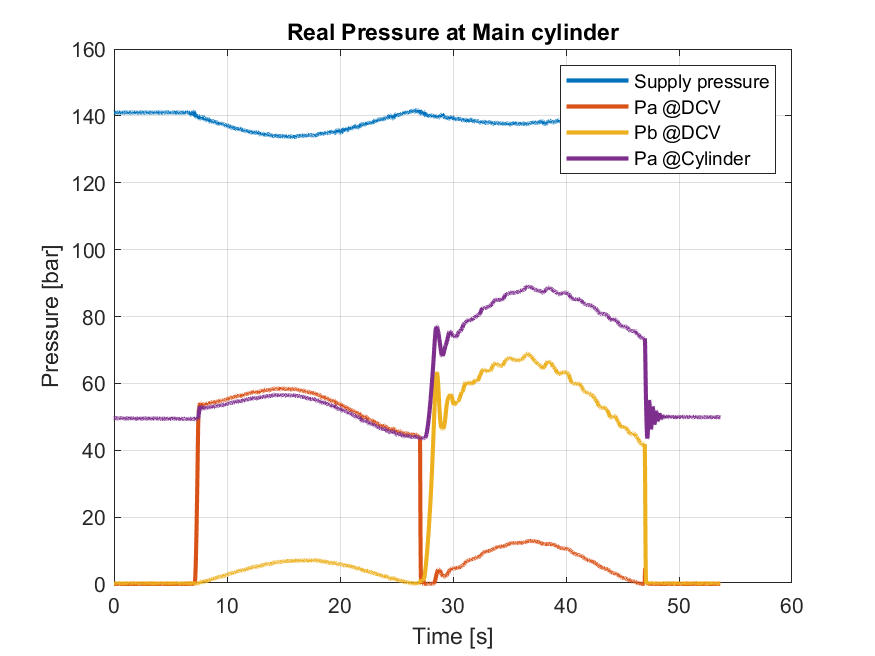 Real Pressure at Main cylinder
160
140
120
100
80
60
40
20
0
Pressure [bar]
Supply pressure
Pa @DCV
Pb @DCV
Pa @Cylinder
0 10 20 30 40 50 60
Time [s]